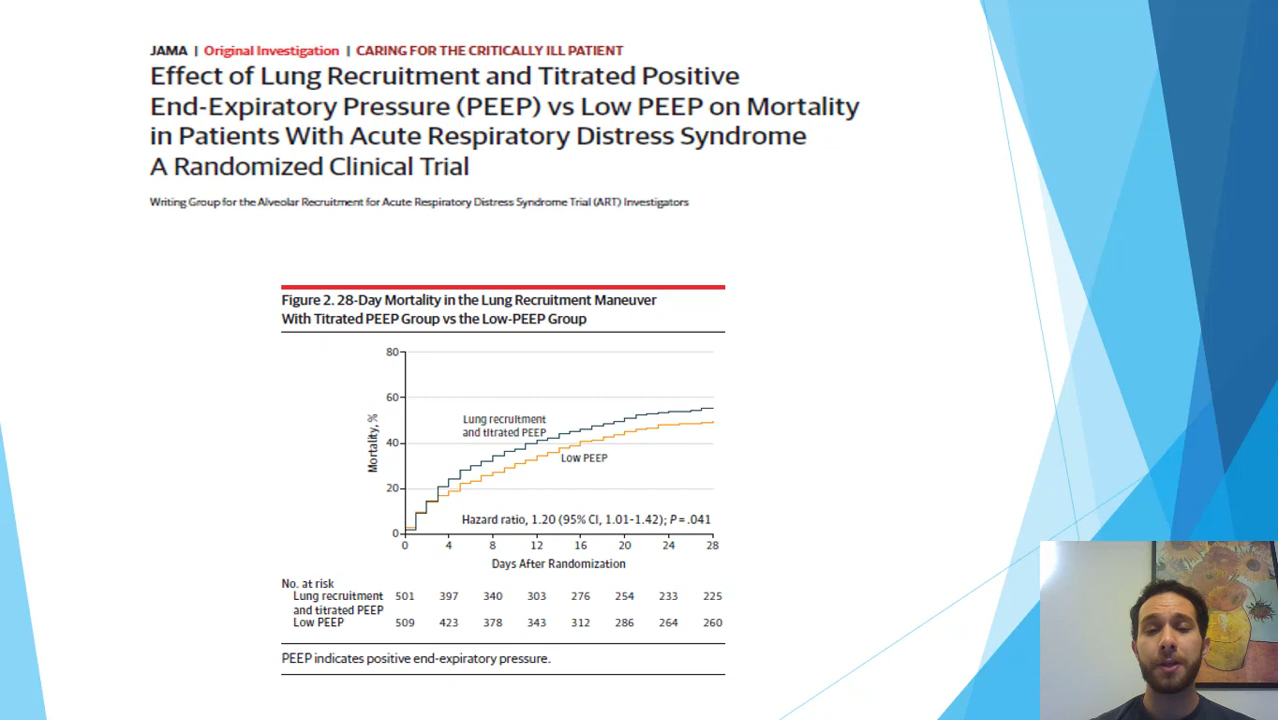 JAMA | Original Investigation | CARING FOR THE CRITICALLY ILL PATIENT
Effect of Lung Recruitment and Titrated Positive
End-Expiratory Pressure (PEEP) vs Low PEEP on Mortality
in Patients With Acute Respiratory Distress Syndrome
A Randomized Clinical Trial
Writing Group for the Alveolar Recruitment for Acute Respiratory Distress Syndrome Trial (ART) Investigators
Figure 2. 28-Day Mortality in the Lung Recruitment Maneuver
With Titrated PEEP Group vs the Low-PEEP Group
80
60
40
20
0
Mortality, %
Lung recruitment
and titrated PEEP
Low PEEP
Hazard ratio, 1.20 (95% CI, 1.01-1.42); P = .041
0 4 8 12 16 20 24 28
Days After Randomization
No. at risk
Lung recruitment 501 397 340 303 276 254 233 225
and titrated PEEP
Low PEEP 509 423 378 343 312 286 264 260
PEEP indicates positive end-expiratory pressure.